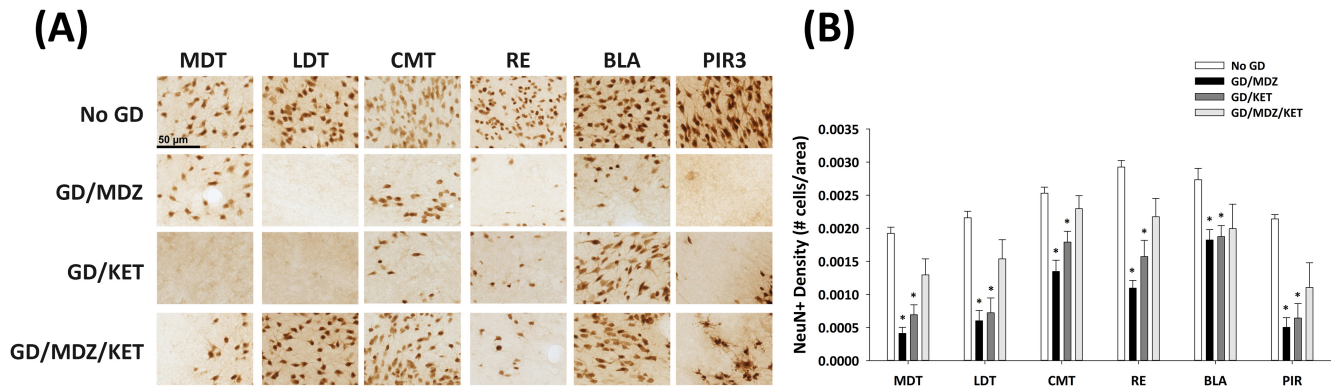 (A)
MDT LDT CMT RE BLA PIR3
No GD
50 µm
GD/MDZ
GD/KET
GD/MDZ/KET
(B)
No GD
GD/MDZ
GD/KET
GD/MDZ/KET
NeuN+ Density (# cells/area)
0.0035
0.0030
0.0025
0.0020
0.0015
0.0010
0.0005
0.0000
* * * * * * * * * * * *
MDT LDT CMT RE BLA PIR